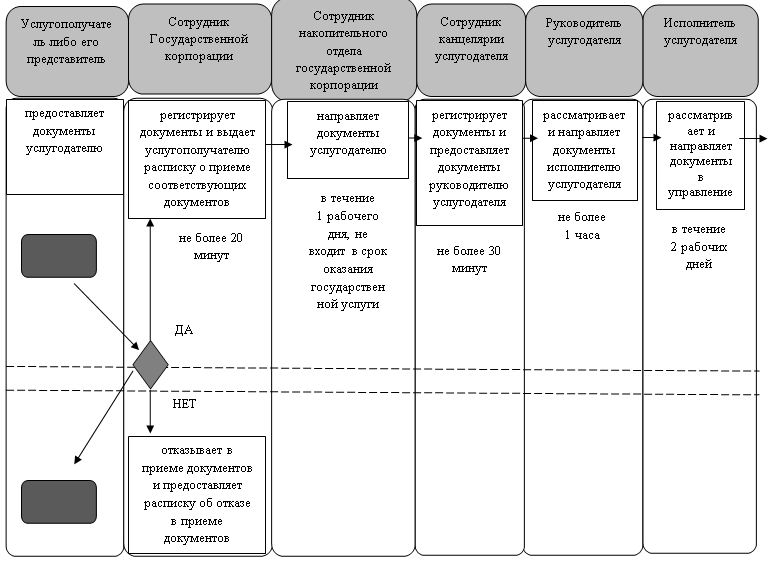 Услугополучате
ль либо его
представитель
Сотрудник
Государственной
корпорации
Сотрудник
накопительного
отдела
государственной
корпорации
Сотрудник
канцелярии
услугодателя
Руководитель
услугодателя
Исполнитель
услугодателя
предоставляет
документы
услугодателю
регистрирует
документы и выдает
услугополучателю
расписку о приеме
соответствующих
документов
не более 20
минут
направляет
документы
услугодателю
в течение
1 рабочего
дня, не
входит в срок
оказания
государствен
ной услуги
регистрирует
документы и
предоставляет
документы
руководителю
услугодателя
не более 30
минут
рассматривает
и направляет
документы
исполнителю
услугодателя
не более
1 часа
рассматрив
ает и
направляет
документы
в
управление
в течение
2 рабочих
дней
ДА
НЕТ
отказывает в
приеме документов
и предоставляет
расписку об отказе
в приеме
документов